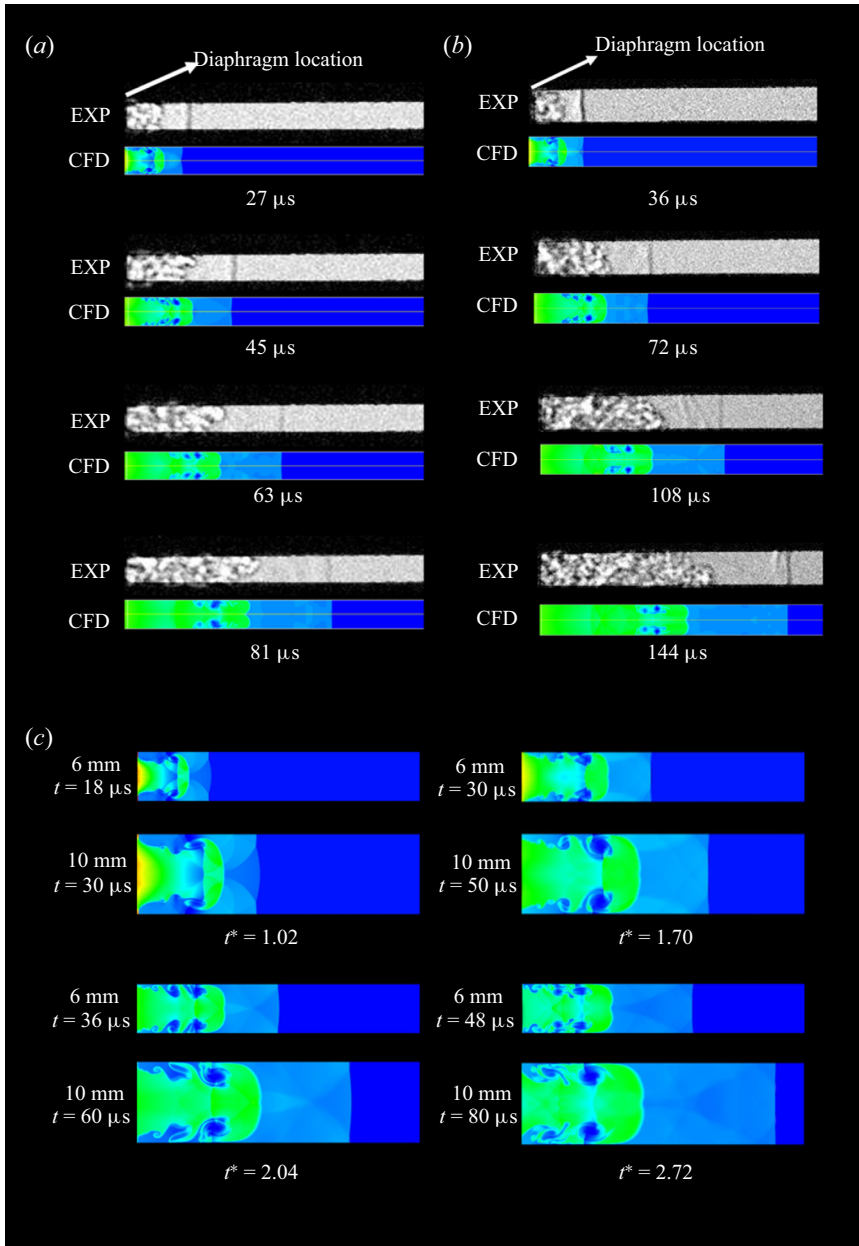 (a)
Diaphragm location
EXP
CFD
27 μs
EXP
CFD
45 μs
EXP
CFD
63 μs
EXP
CFD
81 μs
(b)
Diaphragm location
EXP
CFD
36 μs
EXP
CFD
72 μs
EXP
CFD
108 μs
EXP
CFD
144 μs
(c)
6 mm
t = 18 μs
10 mm
t = 30 μs
t* = 1.02
6 mm
t = 30 μs
10 mm
t = 50 μs
t* = 1.70
6 mm
t = 36 μs
10 mm
t = 60 μs
t* = 2.04
6 mm
t = 48 μs
10 mm
t = 80 μs
t* = 2.72